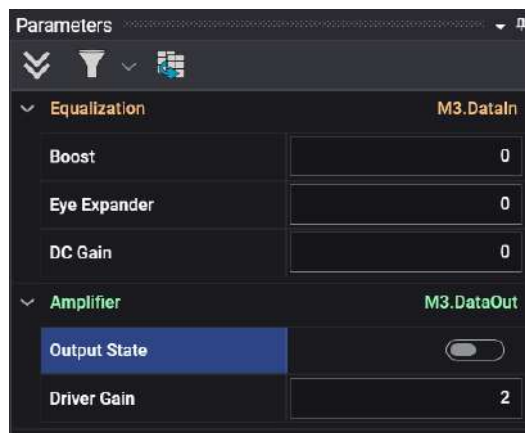 Parameters
Equalization M3.DataIn
Boost 0
Eye Expander 0
DC Gain 0
Amplifier M3.DataOut
Output State
Driver Gain 2